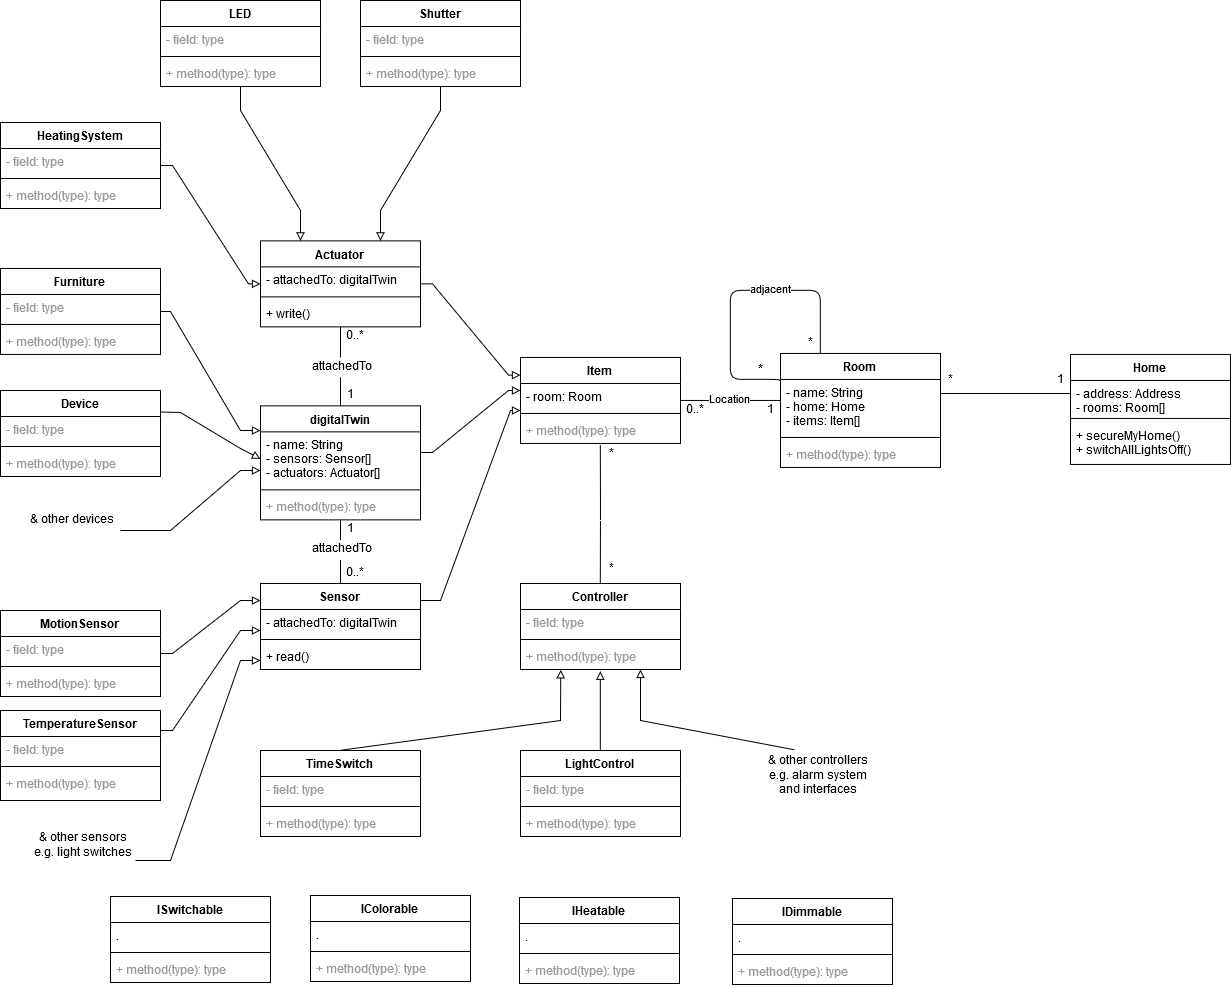 LED
- field: type
+ method(type): type
Shutter
- field: type
+ method(type): type
HeatingSystem
- field: type
+ method(type): type
Actuator
- attachedTo: digitalTwin
+ write()
Furniture
- field: type
+ method(type): type
0..*
attachedTo
1
adjacent
*
*
Item
- room: Room
+ method(type): type
Location
0..*
1
Room
- name: String
- home: Home
- items: Item[]
+ method(type): type
*
1
Home
- address: Address
- rooms: Room[]
+ secureMyHome()
+ switchAllLightsOff()
Device
- field: type
+ method(type): type
digitalTwin
- name: String
- sensors: Sensor[]
- actuators: Actuator[]
+ method(type): type
& other devices
1
attachedTo
0..*
*
*
Sensor
- attachedTo: digitalTwin
+ read()
Controller
- field: type
+ method(type): type
MotionSensor
- field: type
+ method(type): type
TemperatureSensor
- field: type
+ method(type): type
TimeSwitch
- field: type
+ method(type): type
LightControl
- field: type
+ method(type): type
& other controllers
e.g. alarm system
and interfaces
& other sensors
e.g. light switches
ISwitchable
.
+ method(type): type
IColorable
.
+ method(type): type
IHeatable
.
+ method(type): type
IDimmable
.
+ method(type): type